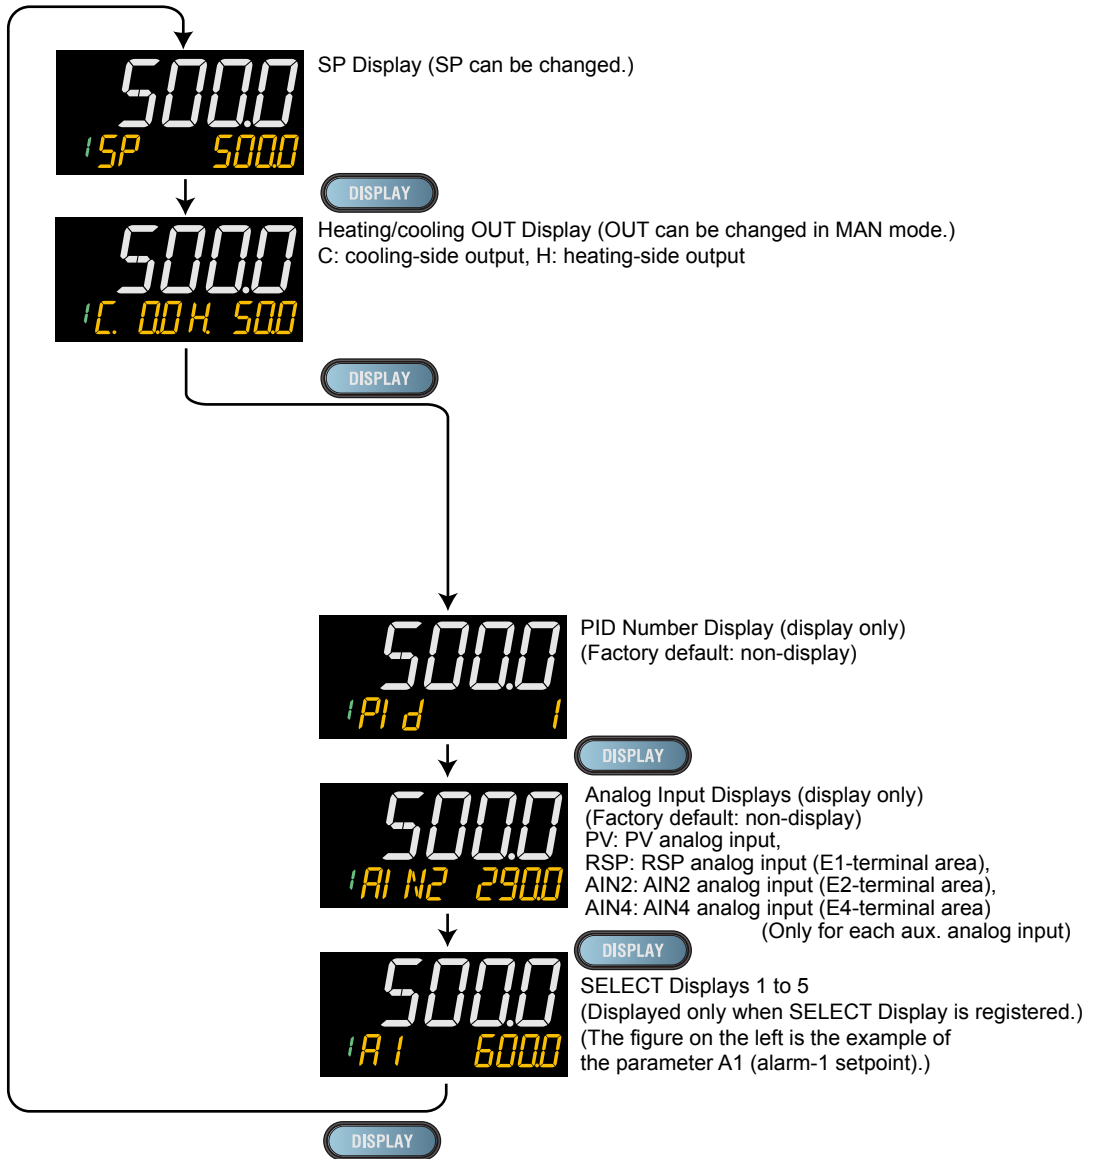 500.0
SP Display (SP can be changed.)
1 SP 500.0
DISPLAY
500.0
Heating/cooling OUT Display (OUT can be changed in MAN mode.)
C: cooling-side output, H: heating-side output
1 C. 0.0 H. 50.0
DISPLAY
500.0
PID Number Display (display only)
(Factory default: non-display)
1 PId 1
DISPLAY
500.0
Analog Input Displays (display only)
(Factory default: non-display)
PV: PV analog input,
RSP: RSP analog input (E1-terminal area),
1 AIN2 290.0
AIN2: AIN2 analog input (E2-terminal area),
AIN4: AIN4 analog input (E4-terminal area)
(Only for each aux. analog input)
DISPLAY
500.0
SELECT Displays 1 to 5
(Displayed only when SELECT Display is registered.)
(The figure on the left is the example of
1 A1 600.0
the parameter A1 (alarm-1 setpoint).)
DISPLAY